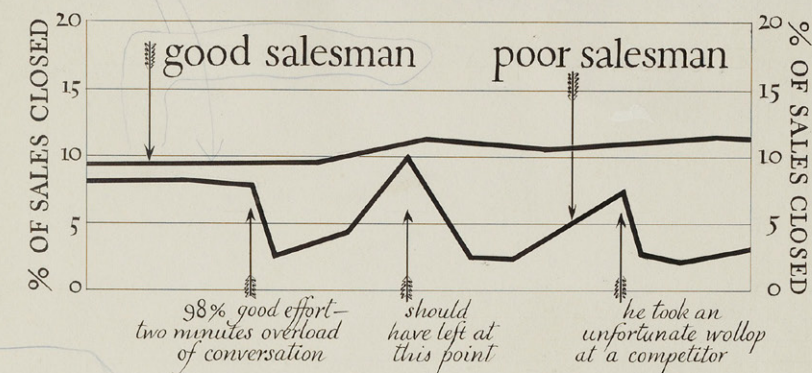 20
% OF SALES CLOSED
good salesman
poor salesman
20
% OF SALES CLOSED
15
15
10
10
5
5
0
0
98% good effort—
two minutes overload
of conversation
should
have left at
this point
he took an
unfortunate wollop
at a competitor